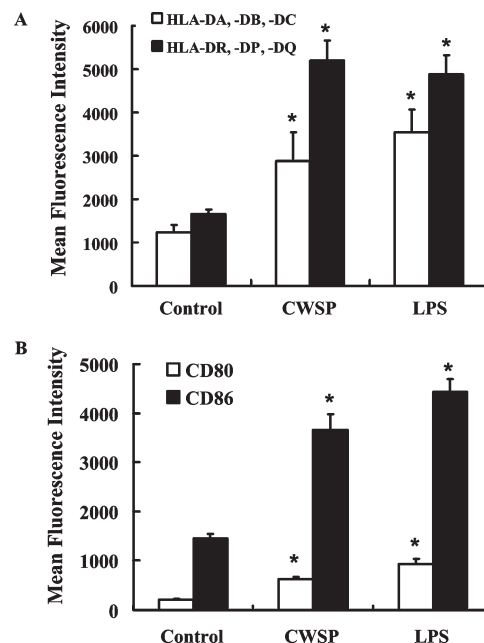 A
HLA-DA, -DB, -DC
HLA-DR, -DP, -DQ
Mean Fluorescence Intensity
6000
5000
4000
3000
2000
1000
0
*
*
*
*
Control
CWSP
LPS
B
CD80
CD86
Mean Fluorescence Intensity
5000
4000
3000
2000
1000
0
*
*
*
*
Control
CWSP
LPS